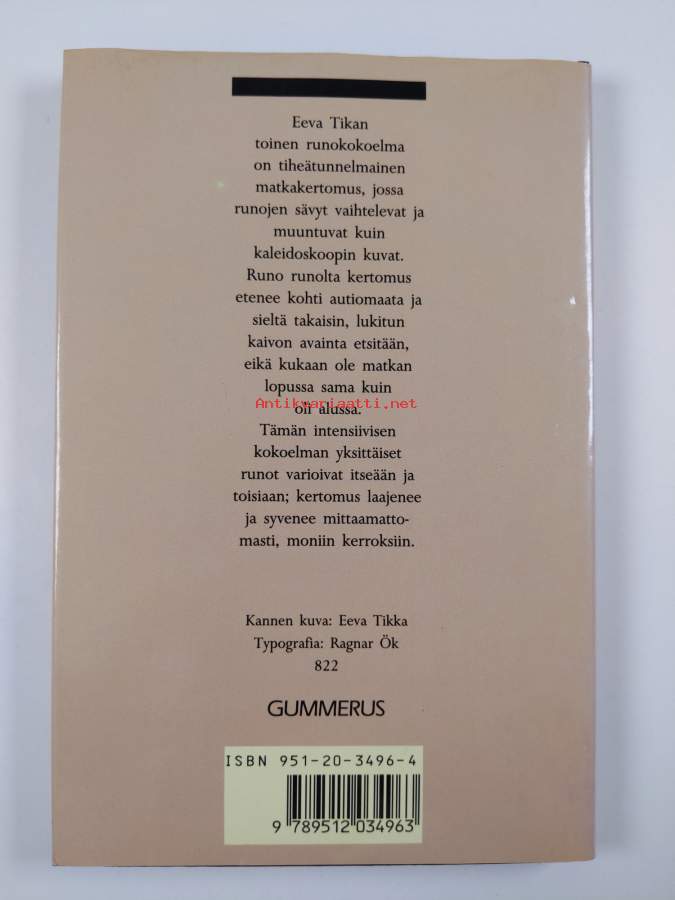 Eeva Tikan
toinen runokokoelma
on tiheätunnelmainen
matkakertomus, jossa
runojen sävyt vaihtelevat ja
muuntuvat kuin
kaleidoskoopin kuvat.
Runo runolta kertomus
etenee kohti autiomaata ja
sieltä takaisin, lukitun
kaivon avainta etsitään,
eikä kukaan ole matkan
lopussa sama kuin
Antikvariaatti.net
oli alussa.
Tämän intensiivisen
kokoelman yksittäiset
runot varioivat itseään ja
toisiaan; kertomus laajenee
ja syvenee mittaamatto-
masti, moniin kerroksiin.
Kannen kuva: Eeva Tikka
Typografia: Ragnar Ök
822
GUMMERUS
ISBN 951-20-3496-4
9 789512 034963